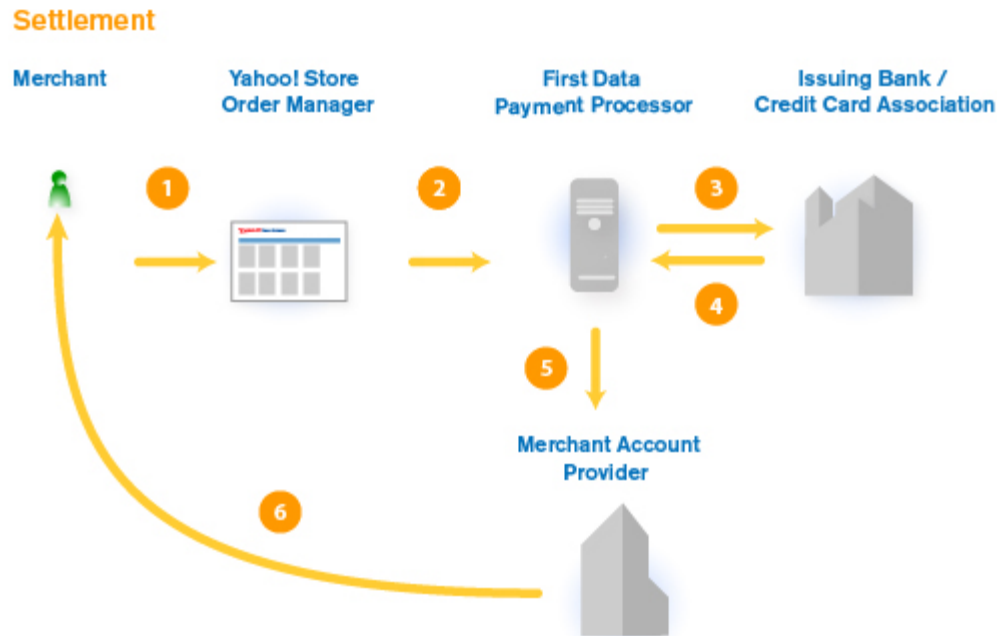 Settlement
Merchant
Yahoo! Store
Order Manager
First Data
Payment Processor
Issuing Bank /
Credit Card Association
1
2
3
4
5
Merchant Account
Provider
6